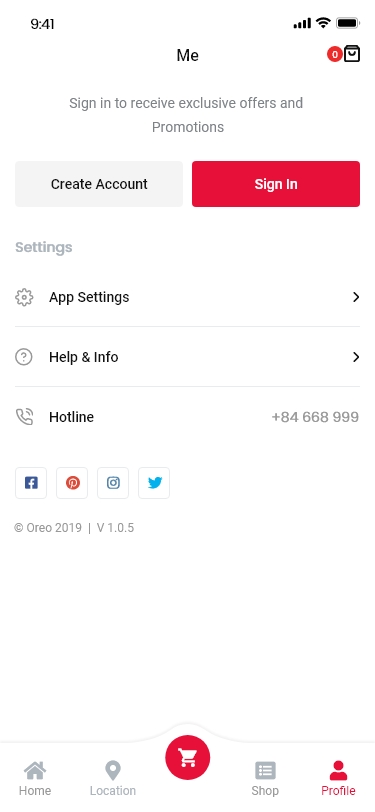 9:41
Me
0
Sign in to receive exclusive offers and
Promotions
Create Account
Sign In
Settings
App Settings
Help & Info
Hotline
+84 668 999
© Oreo 2019 | V 1.0.5
Home
Location
Shop
Profile